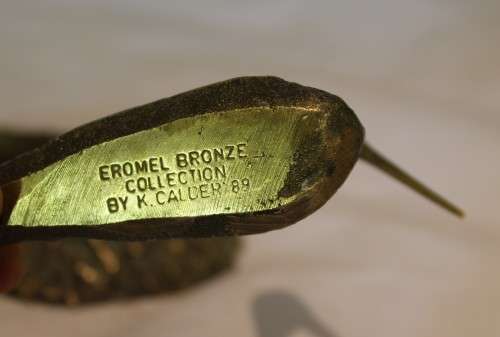 EROMEL BRONZE
COLLECTION
BY K. CALDER '89